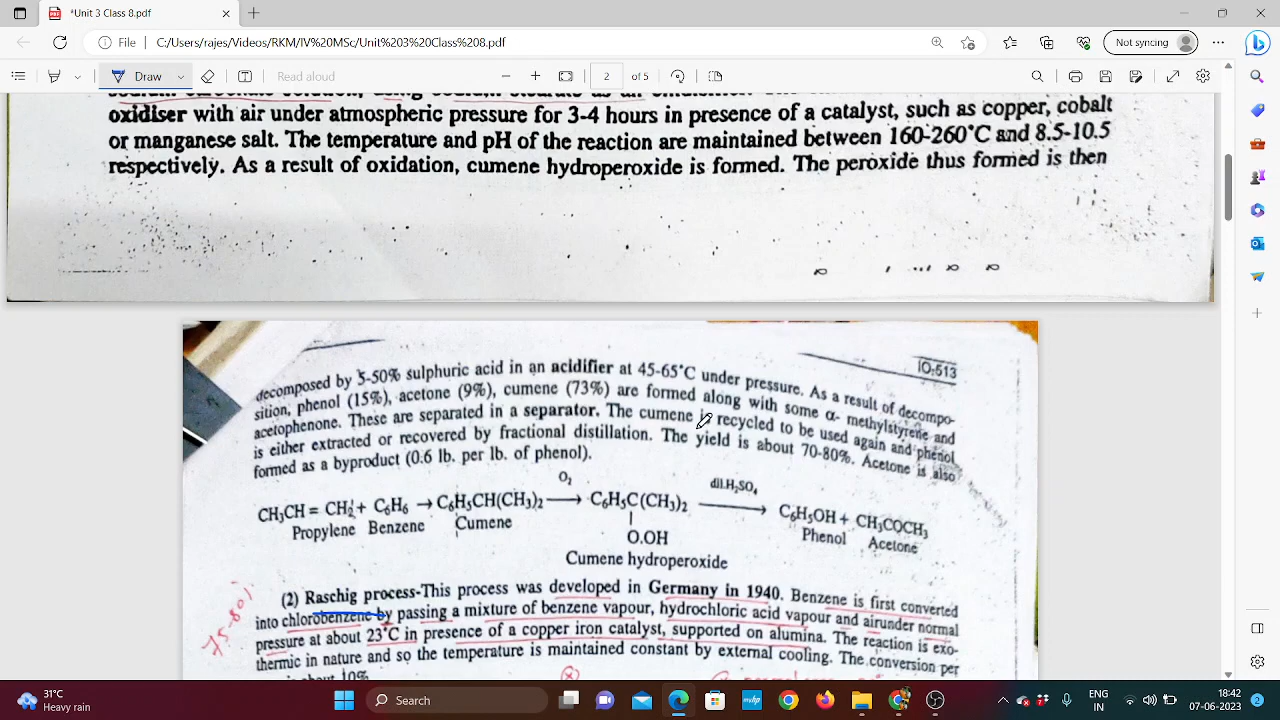 *Unit 3 Class 8.pdf
File
C:/Users/rajes/Videos/RKM/IV%20MSc/Unit%203%20Class%208.pdf
Not syncing
Draw
Read aloud
2 of 5
sodium carbonate solution, using sodium stearate as an
oxidiser with air under atmospheric pressure for 3-4 hours in presence of a catalyst, such as copper, cobalt
or manganese salt. The temperature and pH of the reaction are maintained between 160-260°C and 8.5-10.5
respectively. As a result of oxidation, cumene hydroperoxide is formed. The peroxide thus formed is then
IO-513
decomposed by 5-50% sulphuric acid in an acidifier at 45-65°C under pressure. As a result of decompo-
sition, phenol (15%), acetone (9%), cumene (73%) are formed along with some α- methylstyrene and
acetophenone. These are separated in a separator. The cumene is recycled to be used again and phenol
is either extracted or recovered by fractional distillation. The yield is about 70-80%. Acetone is also
formed as a byproduct (0.6 lb. per lb. of phenol).
O₂ dil.H₂SO₄
CH₃CH = CH₂ + C₆H₆ → C₆H₅CH(CH₃)₂ → C₆H₅C(CH₃)₂ → C₆H₅OH + CH₃COCH₃
Propylene Benzene Cumene O.OH Phenol Acetone
Cumene hydroperoxide
(2) Raschig process-This process was developed in Germany in 1940. Benzene is first converted
into chlorobenzene by passing a mixture of benzene vapour, hydrochloric acid vapour and airunder normal
pressure at about 23°C in presence of a copper iron catalyst, supported on alumina. The reaction is exo-
thermic in nature and so the temperature is maintained constant by external cooling. The conversion per
about 10%
75-80)
31°C
Heavy rain
Search
ENG
IN
18:42
07-06-2023